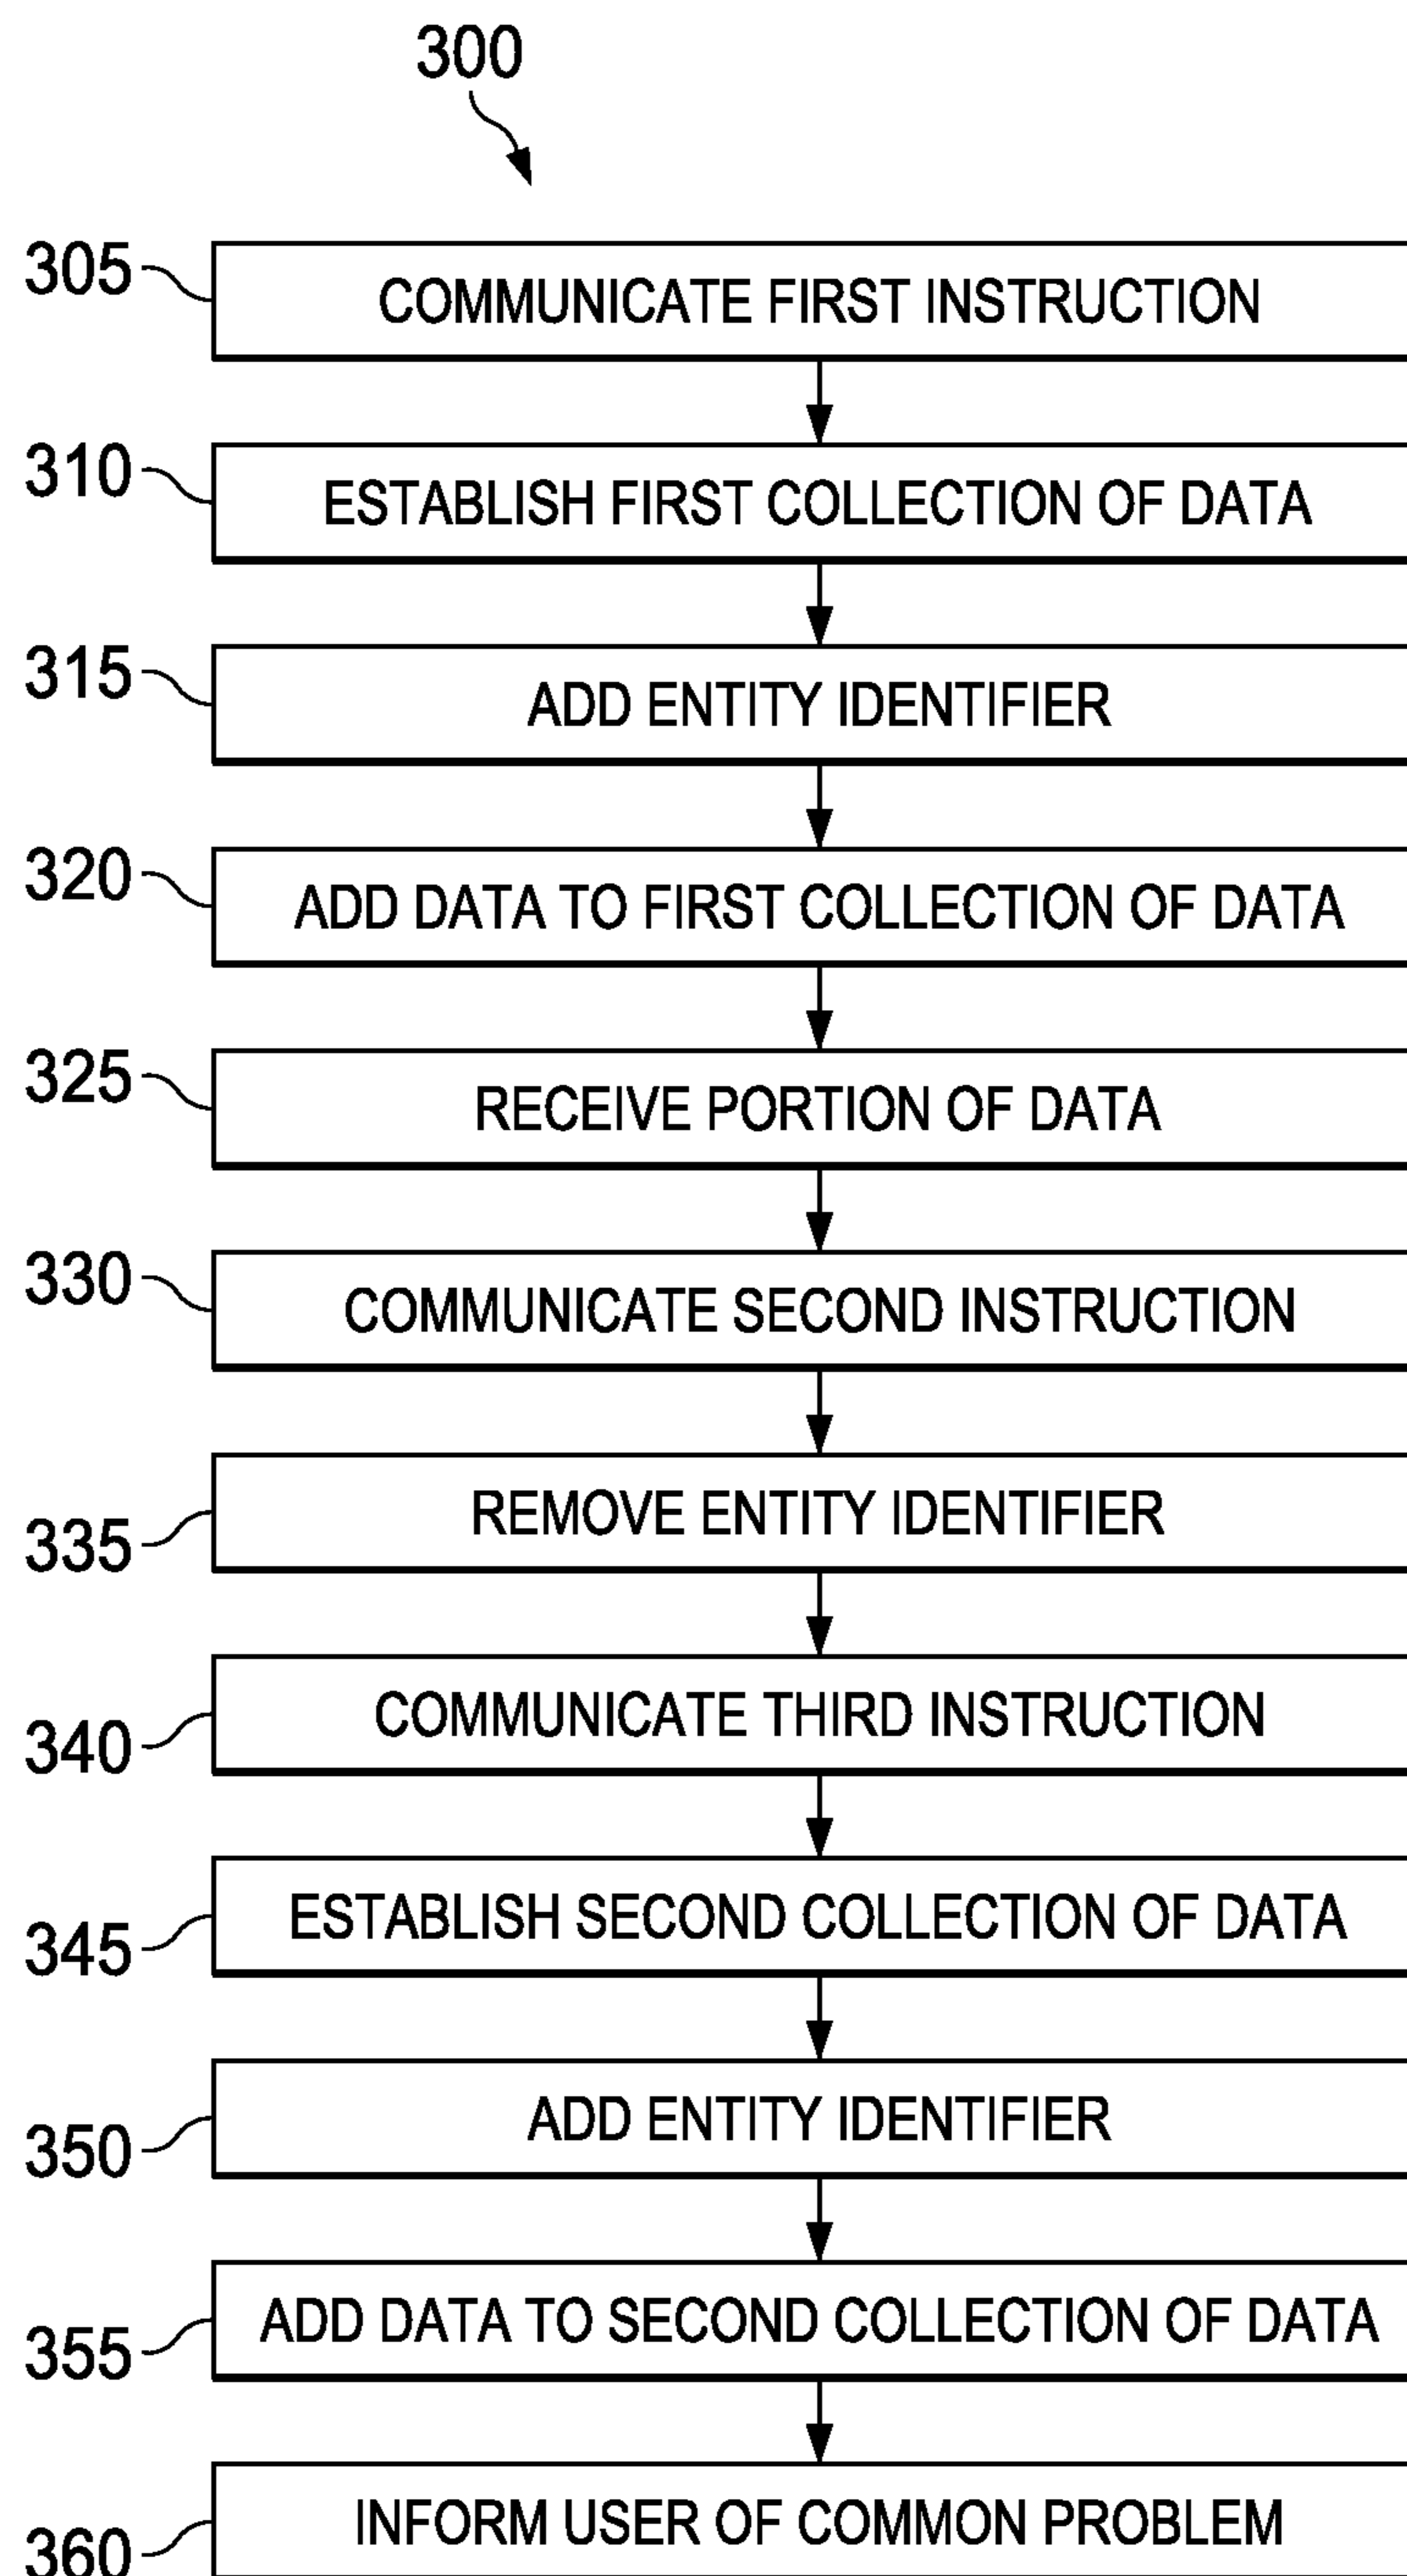 300
305 COMMUNICATE FIRST INSTRUCTION
310 ESTABLISH FIRST COLLECTION OF DATA
315 ADD ENTITY IDENTIFIER
320 ADD DATA TO FIRST COLLECTION OF DATA
325 RECEIVE PORTION OF DATA
330 COMMUNICATE SECOND INSTRUCTION
335 REMOVE ENTITY IDENTIFIER
340 COMMUNICATE THIRD INSTRUCTION
345 ESTABLISH SECOND COLLECTION OF DATA
350 ADD ENTITY IDENTIFIER
355 ADD DATA TO SECOND COLLECTION OF DATA
360 INFORM USER OF COMMON PROBLEM